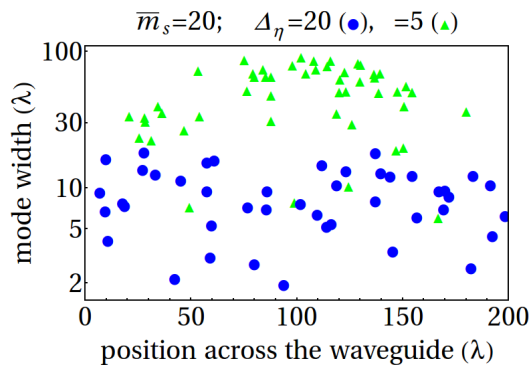 m̅ₛ=20; Δ_η=20 (●), =5 (▲)
100
30
10
5
2
0 50 100 150 200
mode width (λ)
position across the waveguide (λ)